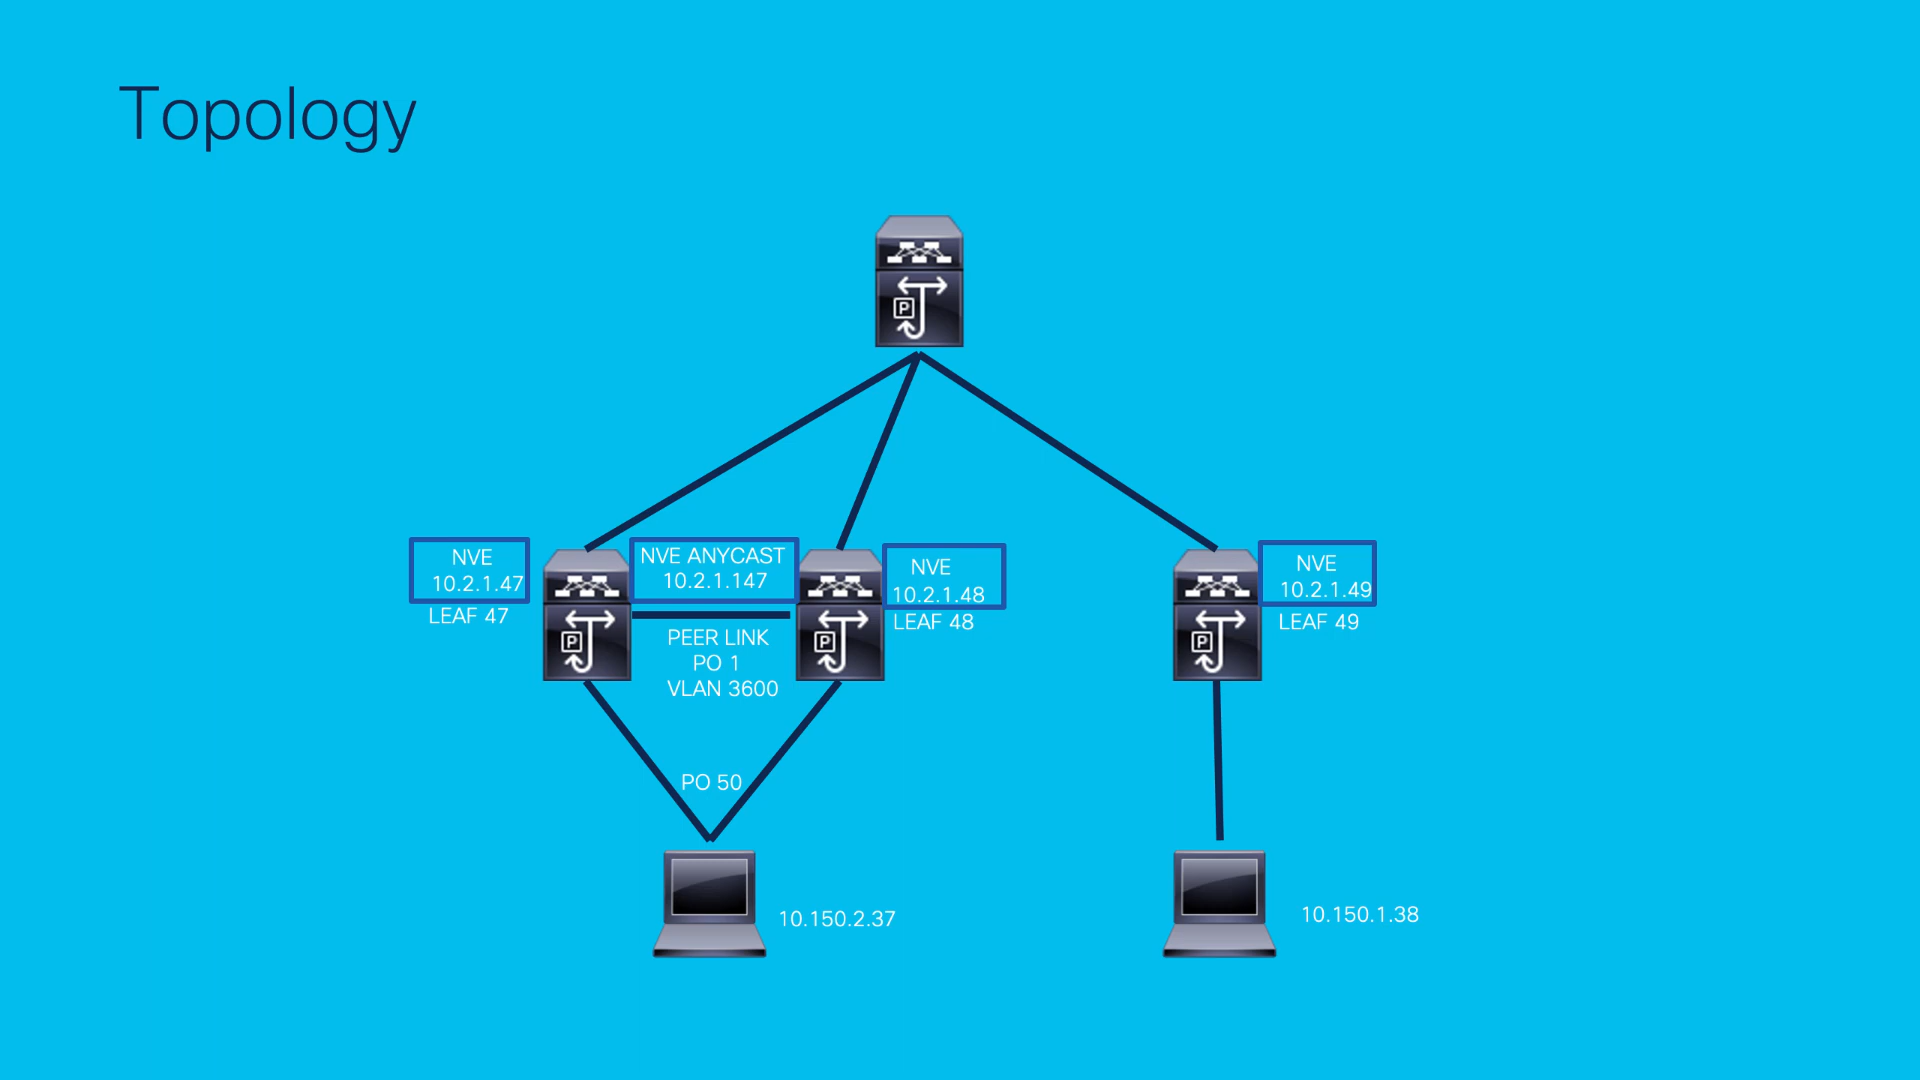 Topology
NVE
10.2.1.47
LEAF 47
NVE ANYCAST
10.2.1.147
PEER LINK
PO 1
VLAN 3600
NVE
10.2.1.48
LEAF 48
NVE
10.2.1.49
LEAF 49
PO 50
10.150.2.37
10.150.1.38
P
P
P
P